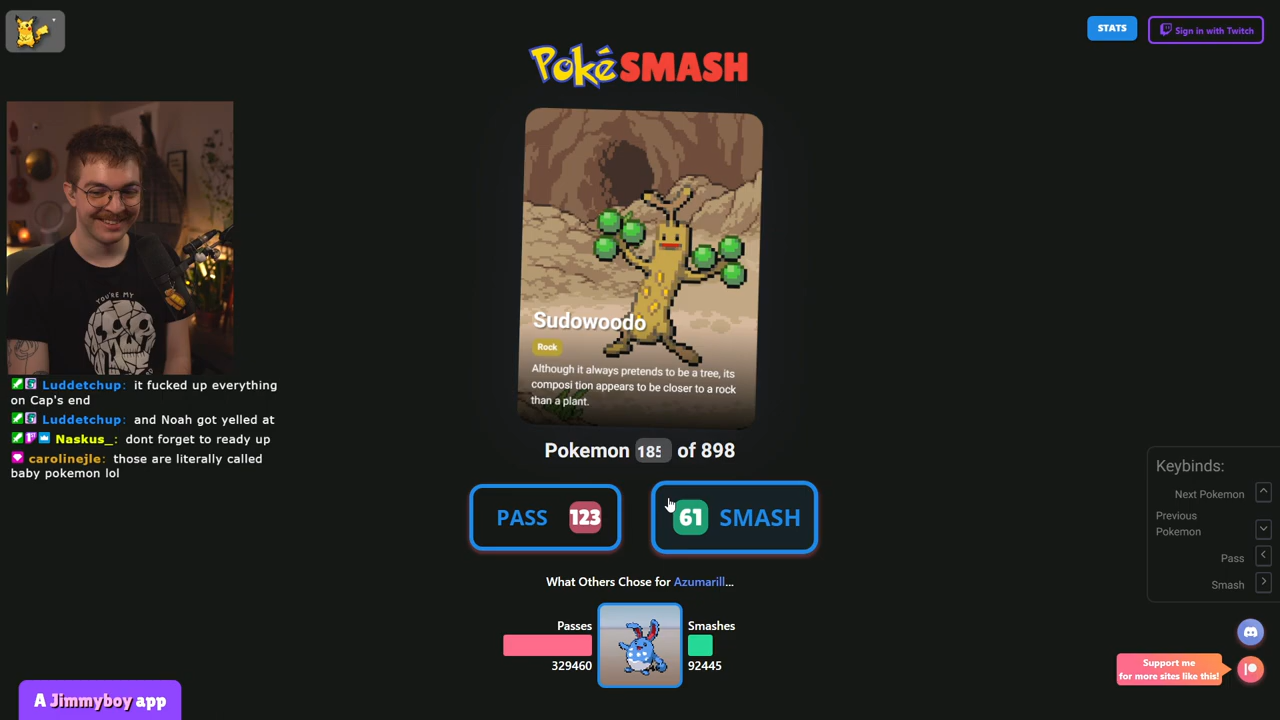 STATS
Sign in with Twitch
PokéSMASH
YOU'RE MY
Sudowoodo
Rock
Although it always pretends to be a tree, its
composi tion appears to be closer to a rock
than a plant.
Luddetchup: it fucked up everything
on Cap's end
Luddetchup: and Noah got yelled at
Naskus_: dont forget to ready up
carolinejle: those are literally called
baby pokemon lol
Pokemon 185 of 898
PASS 123
61 SMASH
Keybinds:
Next Pokemon
Previous
Pokemon
Pass
Smash
What Others Chose for Azumarill...
Passes
329460
Smashes
92445
Support me
for more sites like this!
A Jimmyboy app